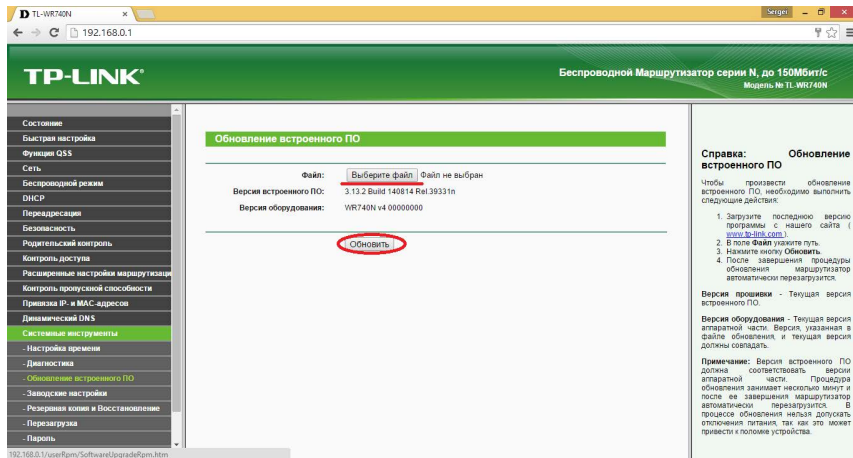 TL-WR740N
Sergei
192.168.0.1
TP-LINK®
Беспроводной Маршрутизатор серии N, до 150Мбит/с
Модель № TL-WR740N
Состояние
Быстрая настройка
Функция QSS
Сеть
Беспроводной режим
DHCP
Переадресация
Безопасность
Родительский контроль
Контроль доступа
Расширенные настройки маршрутизаци
Контроль пропускной способности
Привязка IP- и MAC-адресов
Динамический DNS
Системные инструменты
- Настройка времени
- Диагностика
- Обновление встроенного ПО
- Заводские настройки
- Резервная копия и Восстановление
- Перезагрузка
- Пароль
192.168.0.1/userRpm/SoftwareUpgradeRpm.htm
Обновление встроенного ПО
Файл: Выберите файл Файл не выбран
Версия встроенного ПО: 3.13.2 Build 140814 Rel.39331n
Версия оборудования: WR740N v4 00000000
Обновить
Справка: Обновление
встроенного ПО
Чтобы произвести обновление
встроенного ПО, необходимо выполнить
следующие действия:
1. Загрузите последнюю версию
программы с нашего сайта (
www.tp-link.com ).
2. В поле Файл укажите путь.
3. Нажмите кнопку Обновить.
4. После завершения процедуры
обновления маршрутизатор
автоматически перезагрузится.
Версия прошивки - Текущая версия
встроенного ПО.
Версия оборудования - Текущая версия
аппаратной части. Версия, указанная в
файле обновления, и текущая версия
должны совпадать.
Примечание: Версия встроенного ПО
должна соответствовать версии
аппаратной части. Процедура
обновления занимает несколько минут и
после ее завершения маршрутизатор
автоматически перезагрузится. В
процессе обновления нельзя допускать
отключения питания, так как это может
привести к поломке устройства.